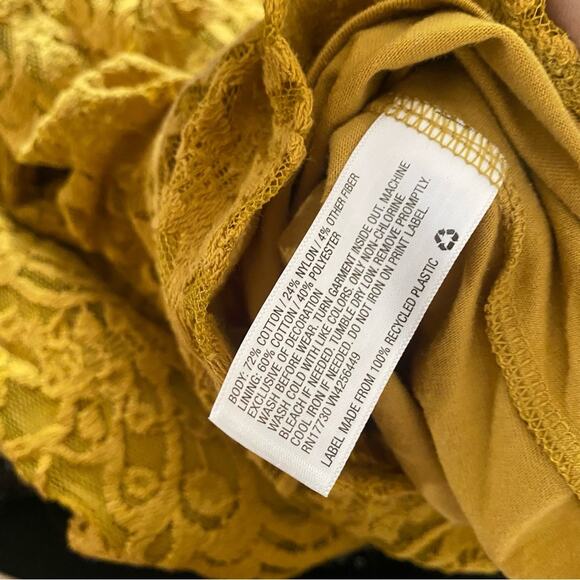 BODY: 72% COTTON / 24% NYLON / 4% OTHER FIBER
LINING: 60% COTTON / 40% POLYESTER
EXCLUSIVE OF DECORATION
WASH BEFORE WEAR. TURN GARMENT INSIDE OUT. MACHINE
WASH COLD WITH LIKE COLORS. ONLY NON-CHLORINE
BLEACH IF NEEDED. TUMBLE DRY LOW. REMOVE PROMPTLY.
COOL IRON IF NEEDED. DO NOT IRON ON PRINT LABEL.
RN17730 VN4236449
LABEL MADE FROM 100% RECYCLED PLASTIC